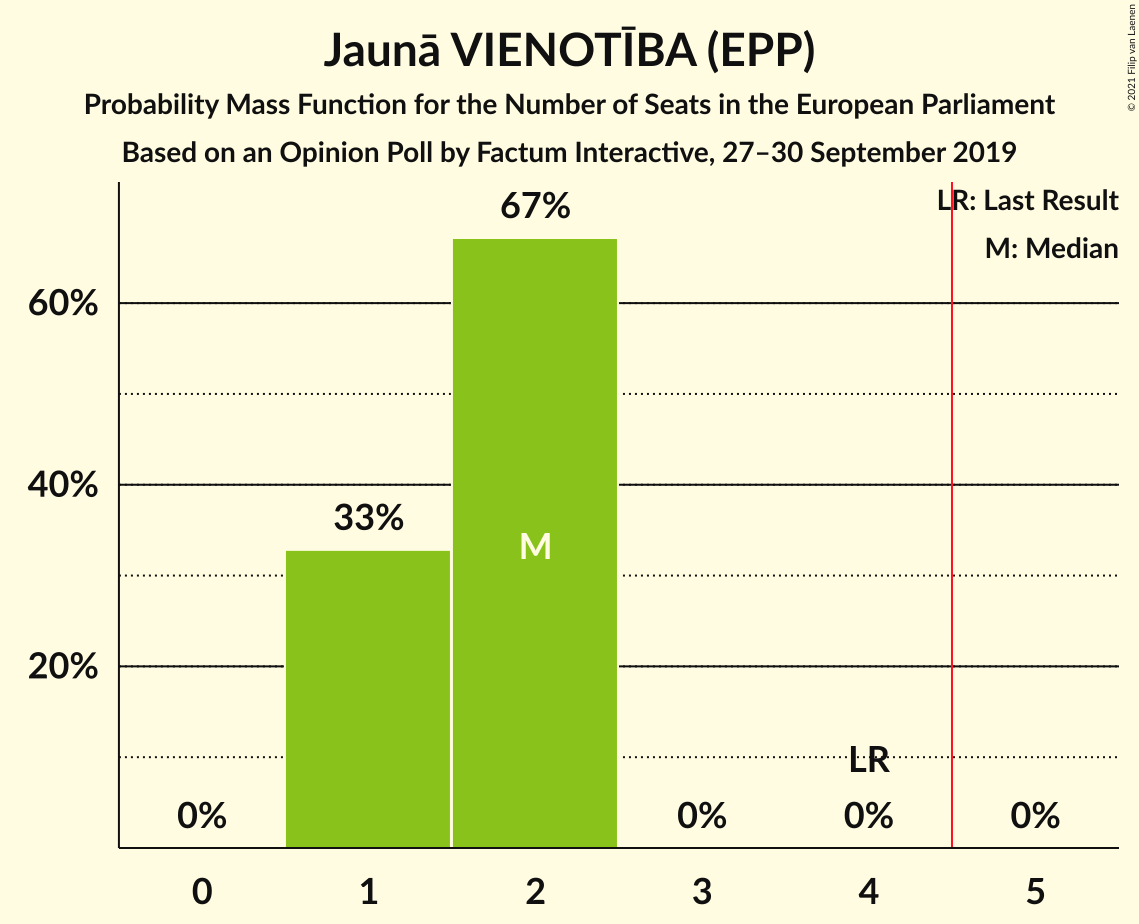 Jaunā VIENOTĪBA (EPP)
Probability Mass Function for the Number of Seats in the European Parliament
Based on an Opinion Poll by Factum Interactive, 27–30 September 2019
© 2021 Filip van Laenen
LR: Last Result
M: Median
67%
60%
40%
33%
M
20%
LR
0%
0%
0%
0%
0 1 2 3 4 5